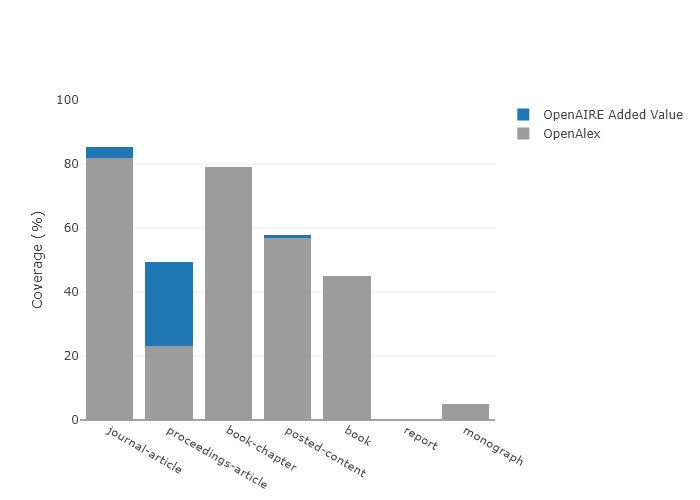 100
80
60
40
20
0
Coverage (%)
journal-article
proceedings-article
book-chapter
posted-content
book
report
monograph
OpenAIRE Added Value
OpenAlex